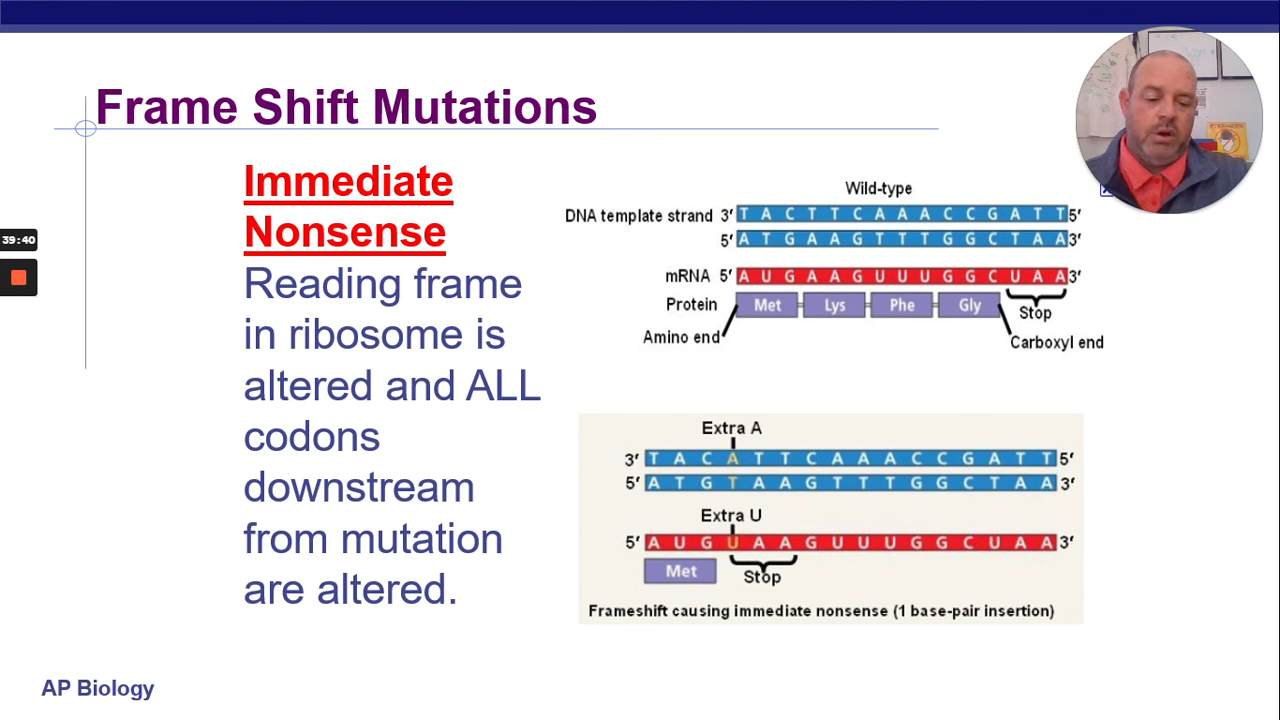 Frame Shift Mutations
Immediate
Nonsense
Reading frame
in ribosome is
altered and ALL
codons
downstream
from mutation
are altered.
39:40
Wild-type
DNA template strand 3′ T A C T T C A A A C C G A T T 5′
5′ A T G A A G T T T G G C T A A 3′
mRNA 5′ A U G A A G U U U G G C U A A 3′
Protein Met Lys Phe Gly Stop
Amino end Carboxyl end
Extra A
3′ T A C A T T C A A A C C G A T T 5′
5′ A T G T A A G T T T G G C T A A 3′
Extra U
5′ A U G U A A G U U U G G C U A A 3′
Met Stop
Frameshift causing immediate nonsense (1 base-pair insertion)
AP Biology